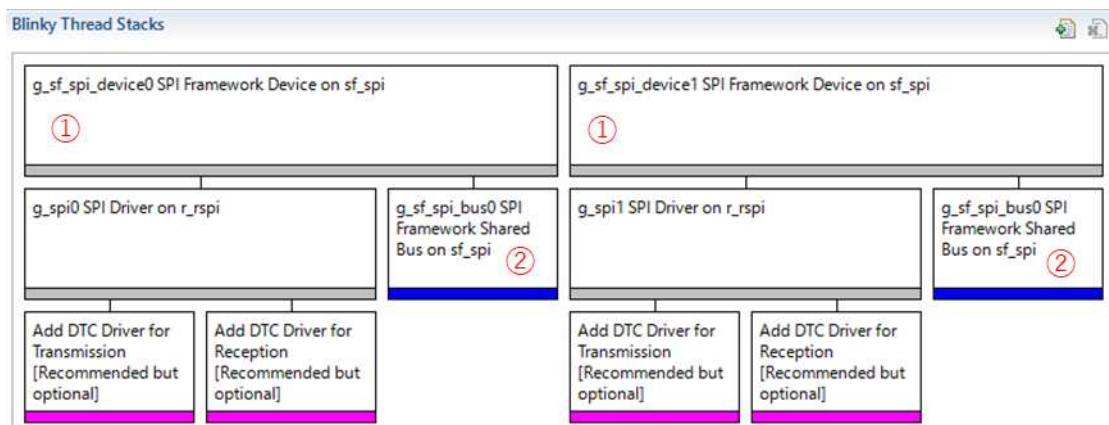 Blinky Thread Stacks
g_sf_spi_device0 SPI Framework Device on sf_spi
①
g_sf_spi_device1 SPI Framework Device on sf_spi
①
g_spi0 SPI Driver on r_rspi
g_sf_spi_bus0 SPI
Framework Shared
Bus on sf_spi
②
g_spi1 SPI Driver on r_rspi
g_sf_spi_bus0 SPI
Framework Shared
Bus on sf_spi
②
Add DTC Driver for
Transmission
[Recommended but
optional]
Add DTC Driver for
Reception
[Recommended but
optional]
Add DTC Driver for
Transmission
[Recommended but
optional]
Add DTC Driver for
Reception
[Recommended but
optional]